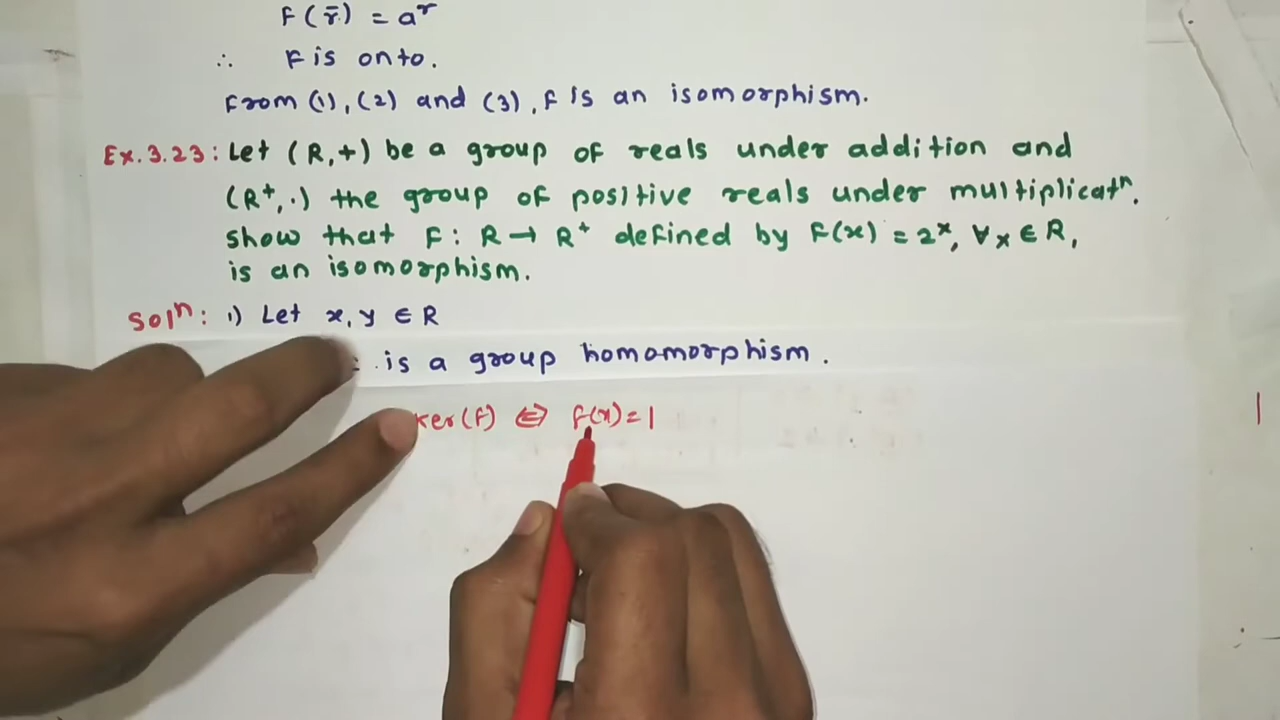 F(r̄) = aʳ
∴ F is onto.
From (1), (2) and (3), F is an isomorphism.
Ex.3.23: Let (R,+) be a group of reals under addition and
(R⁺,·) the group of positive reals under multiplicatⁿ.
show that F: R → R⁺ defined by F(x) = 2ˣ, ∀x ∈ R,
is an isomorphism.
Solⁿ: 1) Let x, y ∈ R
is a group homomorphism.
ker(F) ⇔ F(x) = 1